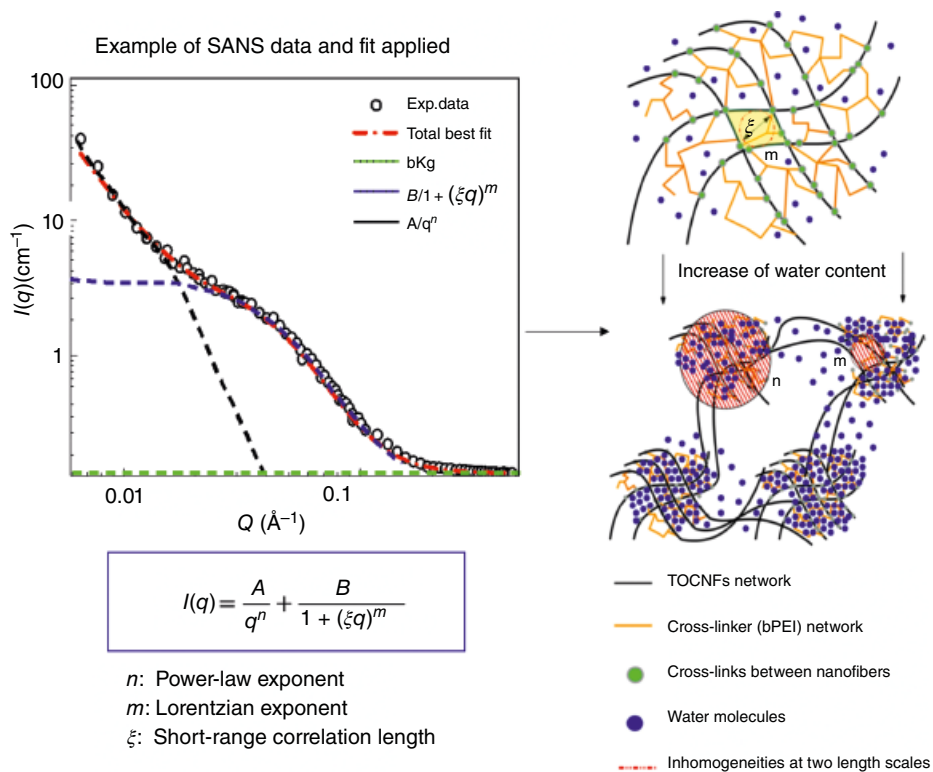 Example of SANS data and fit applied
100
10
1
I(q)(cm⁻¹)
0.01
0.1
Q (Å⁻¹)
Exp.data
Total best fit
bKg
B/1 + (ξq)ᵐ
A/qⁿ
I(q) = A/qⁿ + B/1 + (ξq)ᵐ
n: Power-law exponent
m: Lorentzian exponent
ξ: Short-range correlation length
ξ
m
Increase of water content
n
m
TOCNFs network
Cross-linker (bPEI) network
Cross-links between nanofibers
Water molecules
Inhomogeneities at two length scales